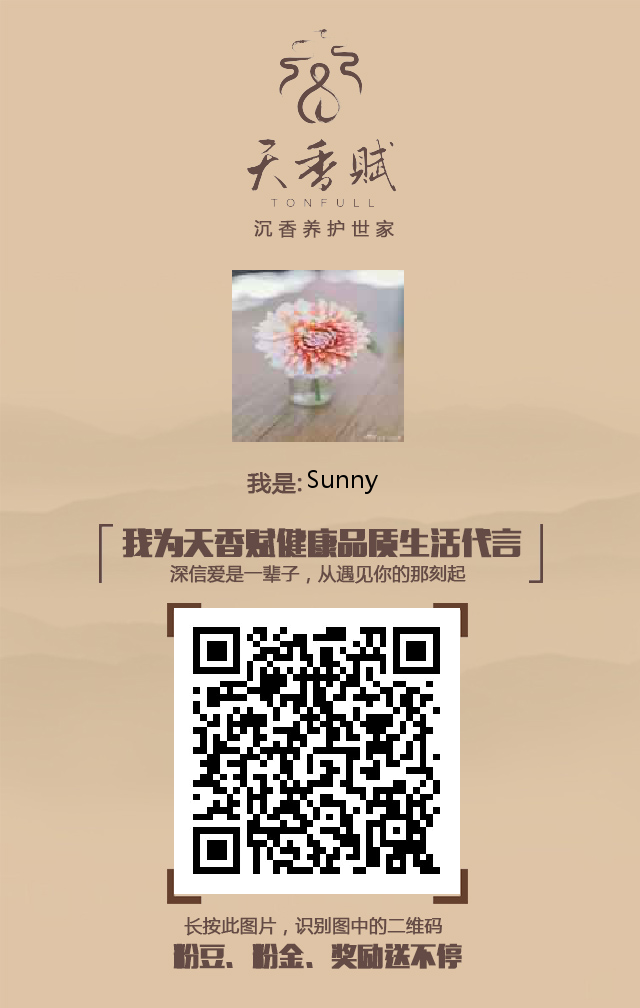 天香赋
TONFULL
沉香养护世家
我是:Sunny
我为天香赋健康品质生活代言
深信爱是一辈子，从遇见你的那刻起
长按此图片，识别图中的二维码
粉豆、粉金、奖励送不停